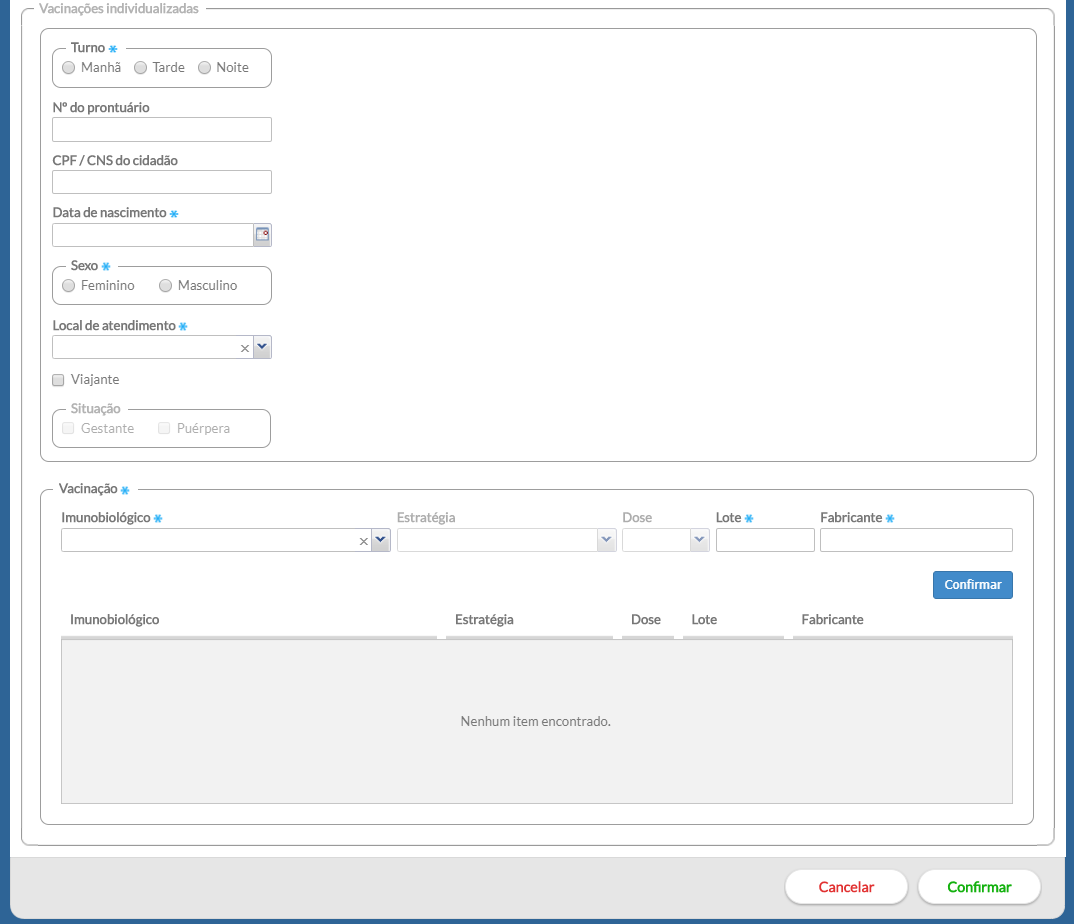 Vacinações individualizadas
Turno *
Manhã Tarde Noite
Nº do prontuário
CPF / CNS do cidadão
Data de nascimento *
Sexo *
Feminino Masculino
Local de atendimento *
Viajante
Situação
Gestante Puérpera
Vacinação *
Imunobiológico * Estratégia Dose Lote * Fabricante *
Confirmar
Imunobiológico Estratégia Dose Lote Fabricante
Nenhum item encontrado.
Cancelar Confirmar